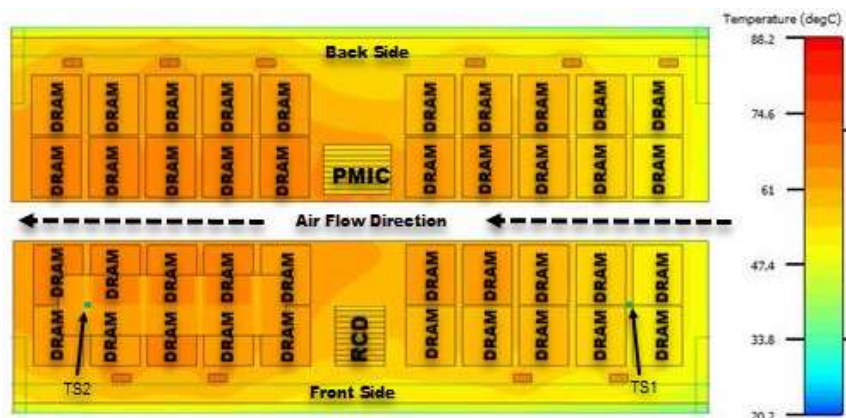 Temperature (degC)
88.2
Back Side
DRAM DRAM DRAM DRAM DRAM DRAM DRAM DRAM DRAM DRAM
74.6
DRAM DRAM DRAM DRAM DRAM PMIC DRAM DRAM DRAM DRAM DRAM
61
Air Flow Direction
47.4
DRAM DRAM DRAM DRAM DRAM DRAM DRAM DRAM DRAM DRAM
33.8
DRAM DRAM DRAM DRAM DRAM RCD DRAM DRAM DRAM DRAM DRAM
TS2
Front Side
TS1
20.2